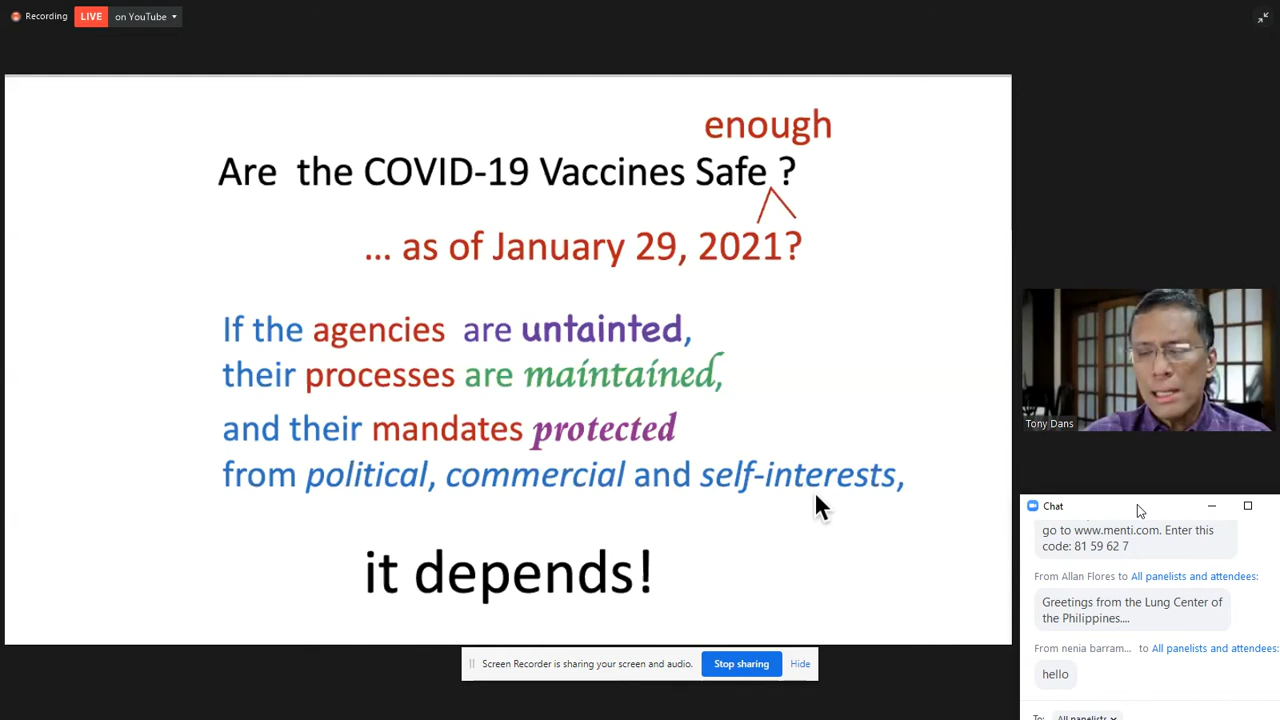 Recording
LIVE on YouTube
enough
Are the COVID-19 Vaccines Safe ?
... as of January 29, 2021?
If the agencies are untainted,
their processes are maintained,
and their mandates protected
from political, commercial and self-interests,
it depends!
Tony Dans
Chat
go to www.menti.com. Enter this
code: 81 59 62 7
From Allan Flores to All panelists and attendees:
Greetings from the Lung Center of
the Philippines....
From nenia barram... to All panelists and attendees:
hello
To: All panelists
Screen Recorder is sharing your screen and audio. Stop sharing Hide